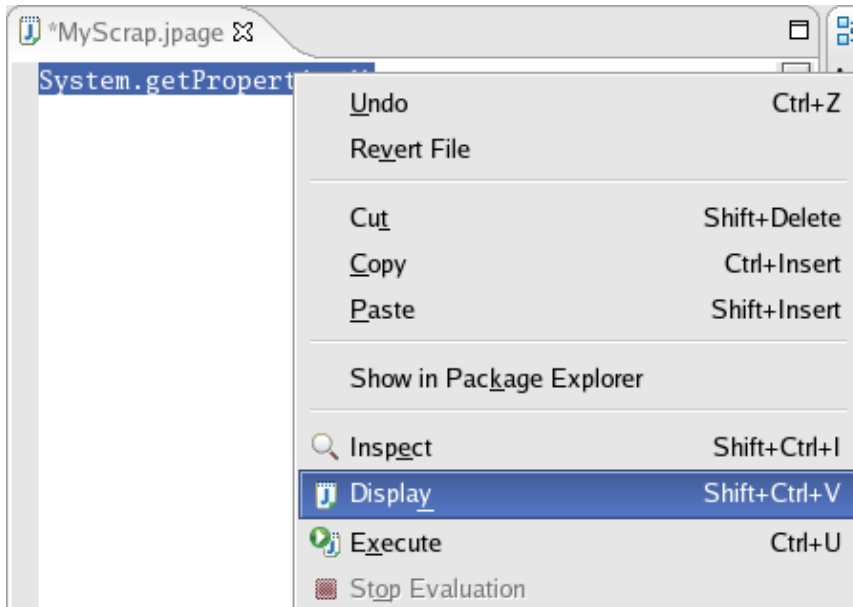 *MyScrap.jpage
System.getProperti
Undo Ctrl+Z
Revert File
Cut Shift+Delete
Copy Ctrl+Insert
Paste Shift+Insert
Show in Package Explorer
Inspect Shift+Ctrl+I
Display Shift+Ctrl+V
Execute Ctrl+U
Stop Evaluation